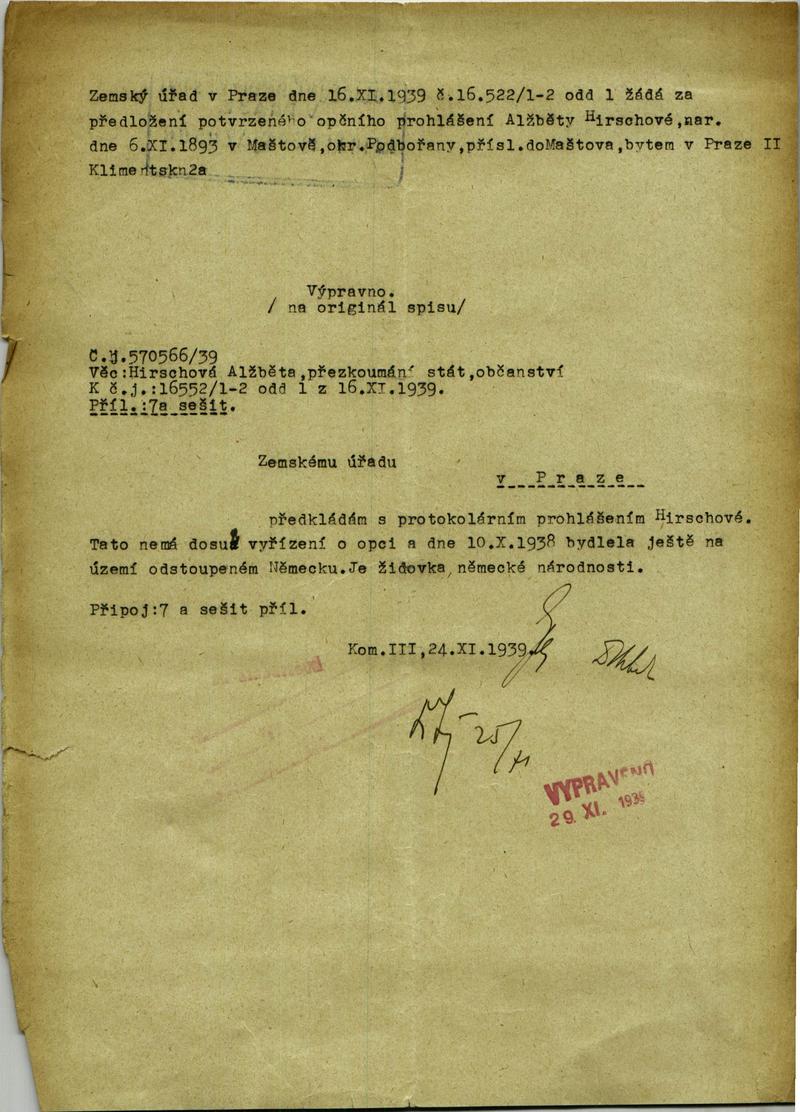 Zemský úřad v Praze dne 16.XI.1939 č.16.522/1-2 odd 1 žádá za
předložení potvrzeného opčního prohlášení Alžběty Hirschové,nar.
dne 6.XI.1893 v Maštově,okr.Podbořany,přísl.doMaštova,bytem v Praze II
Klimentskn2a
Výpravno.
/ na originál spisu/
Č.j.570566/39
Věc:Hirschová Alžběta,přezkoumání stát,občanství
K č.j.:16552/1-2 odd 1 z 16.XI.1939.
Příl.:7a sešit.
Zemskému úřadu
v Praze
předkládám s protokolárním prohlášením Hirschové.
Tato nemá dosud vyřízení o opci a dne 10.X.1938 bydlela ještě na
území odstoupeném Německu.Je židovka,německé národnosti.
Připoj:7 a sešit příl.
Kom.III,24.XI.1939.
25/XI
VYPRAVENO
29. XI. 1939